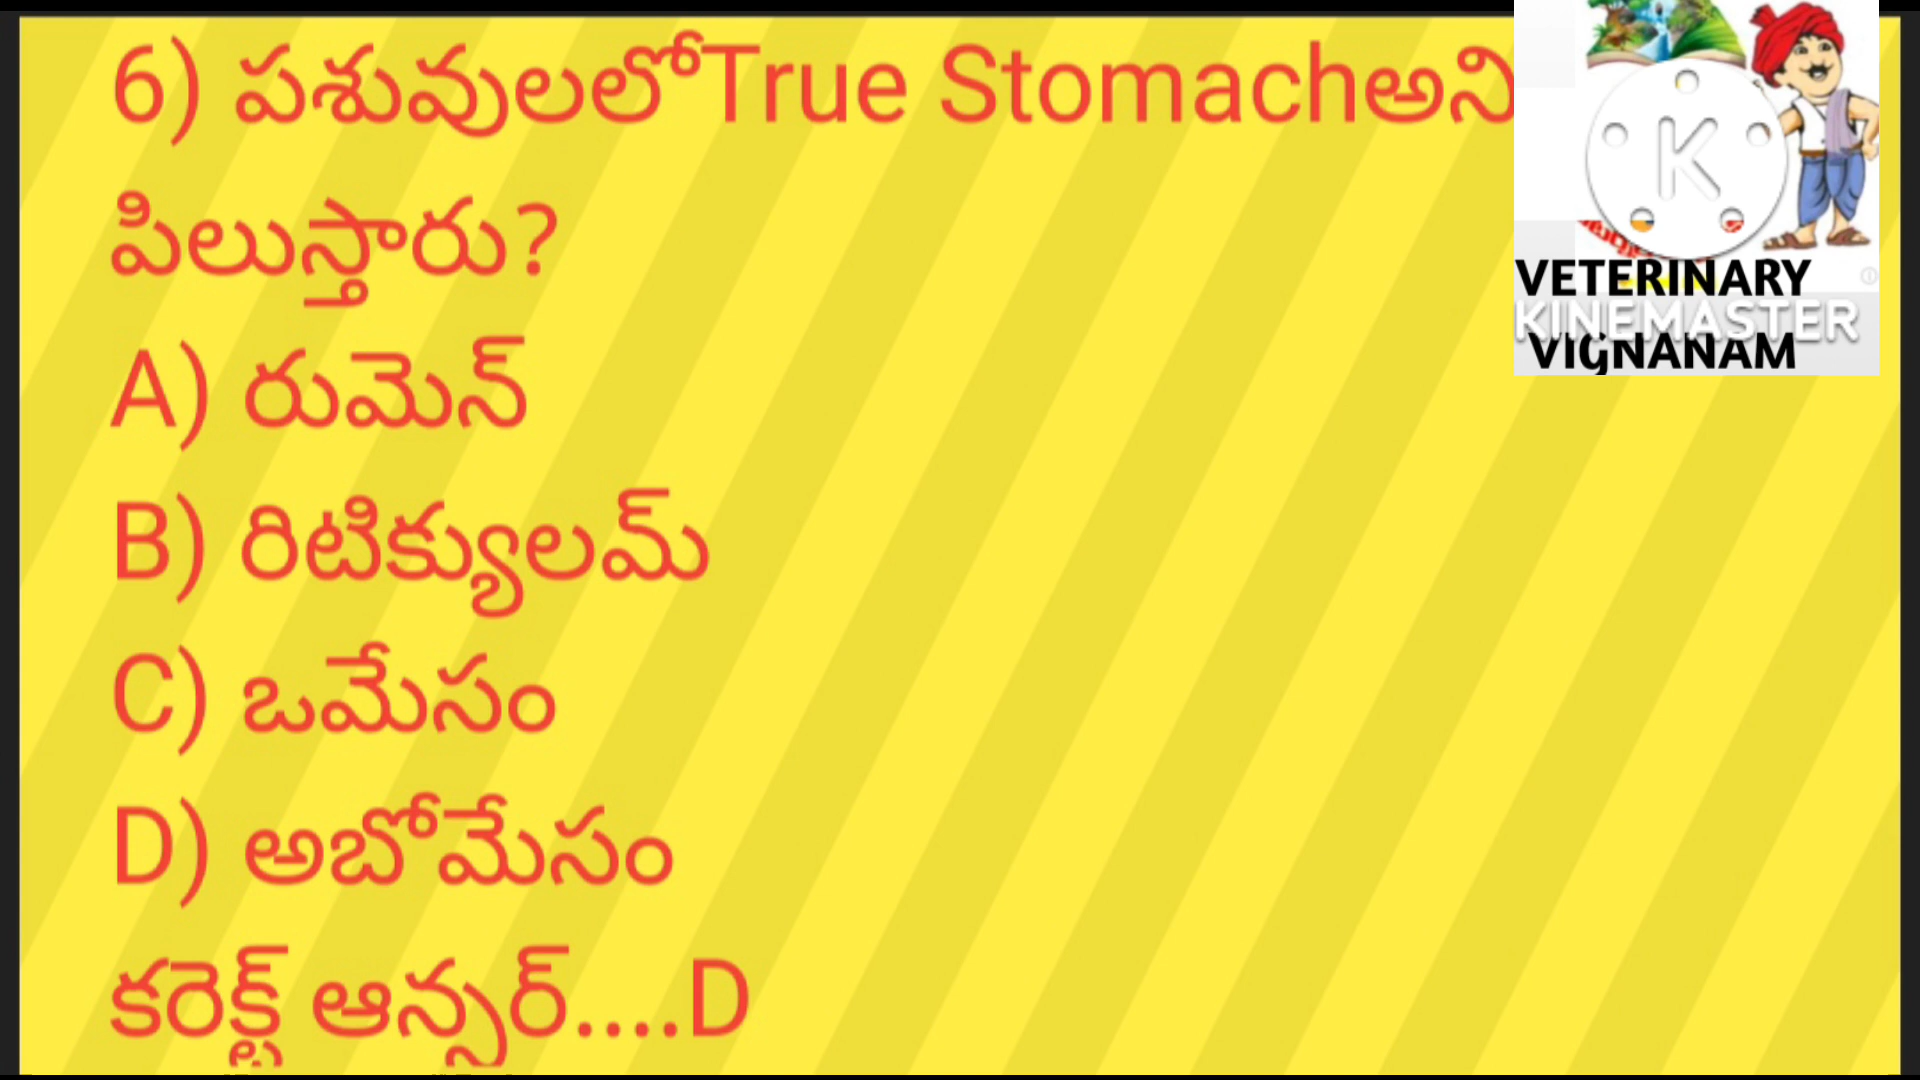 6) పశువులలోTrue Stomachఅని
పిలుస్తారు?
A) రుమెన్
B) రిటిక్యులమ్
C) ఒమేసం
D) అబోమేసం
కరెక్ట్ ఆన్సర్....D
K
VETERINARY
KINEMASTER
VIGNANAM